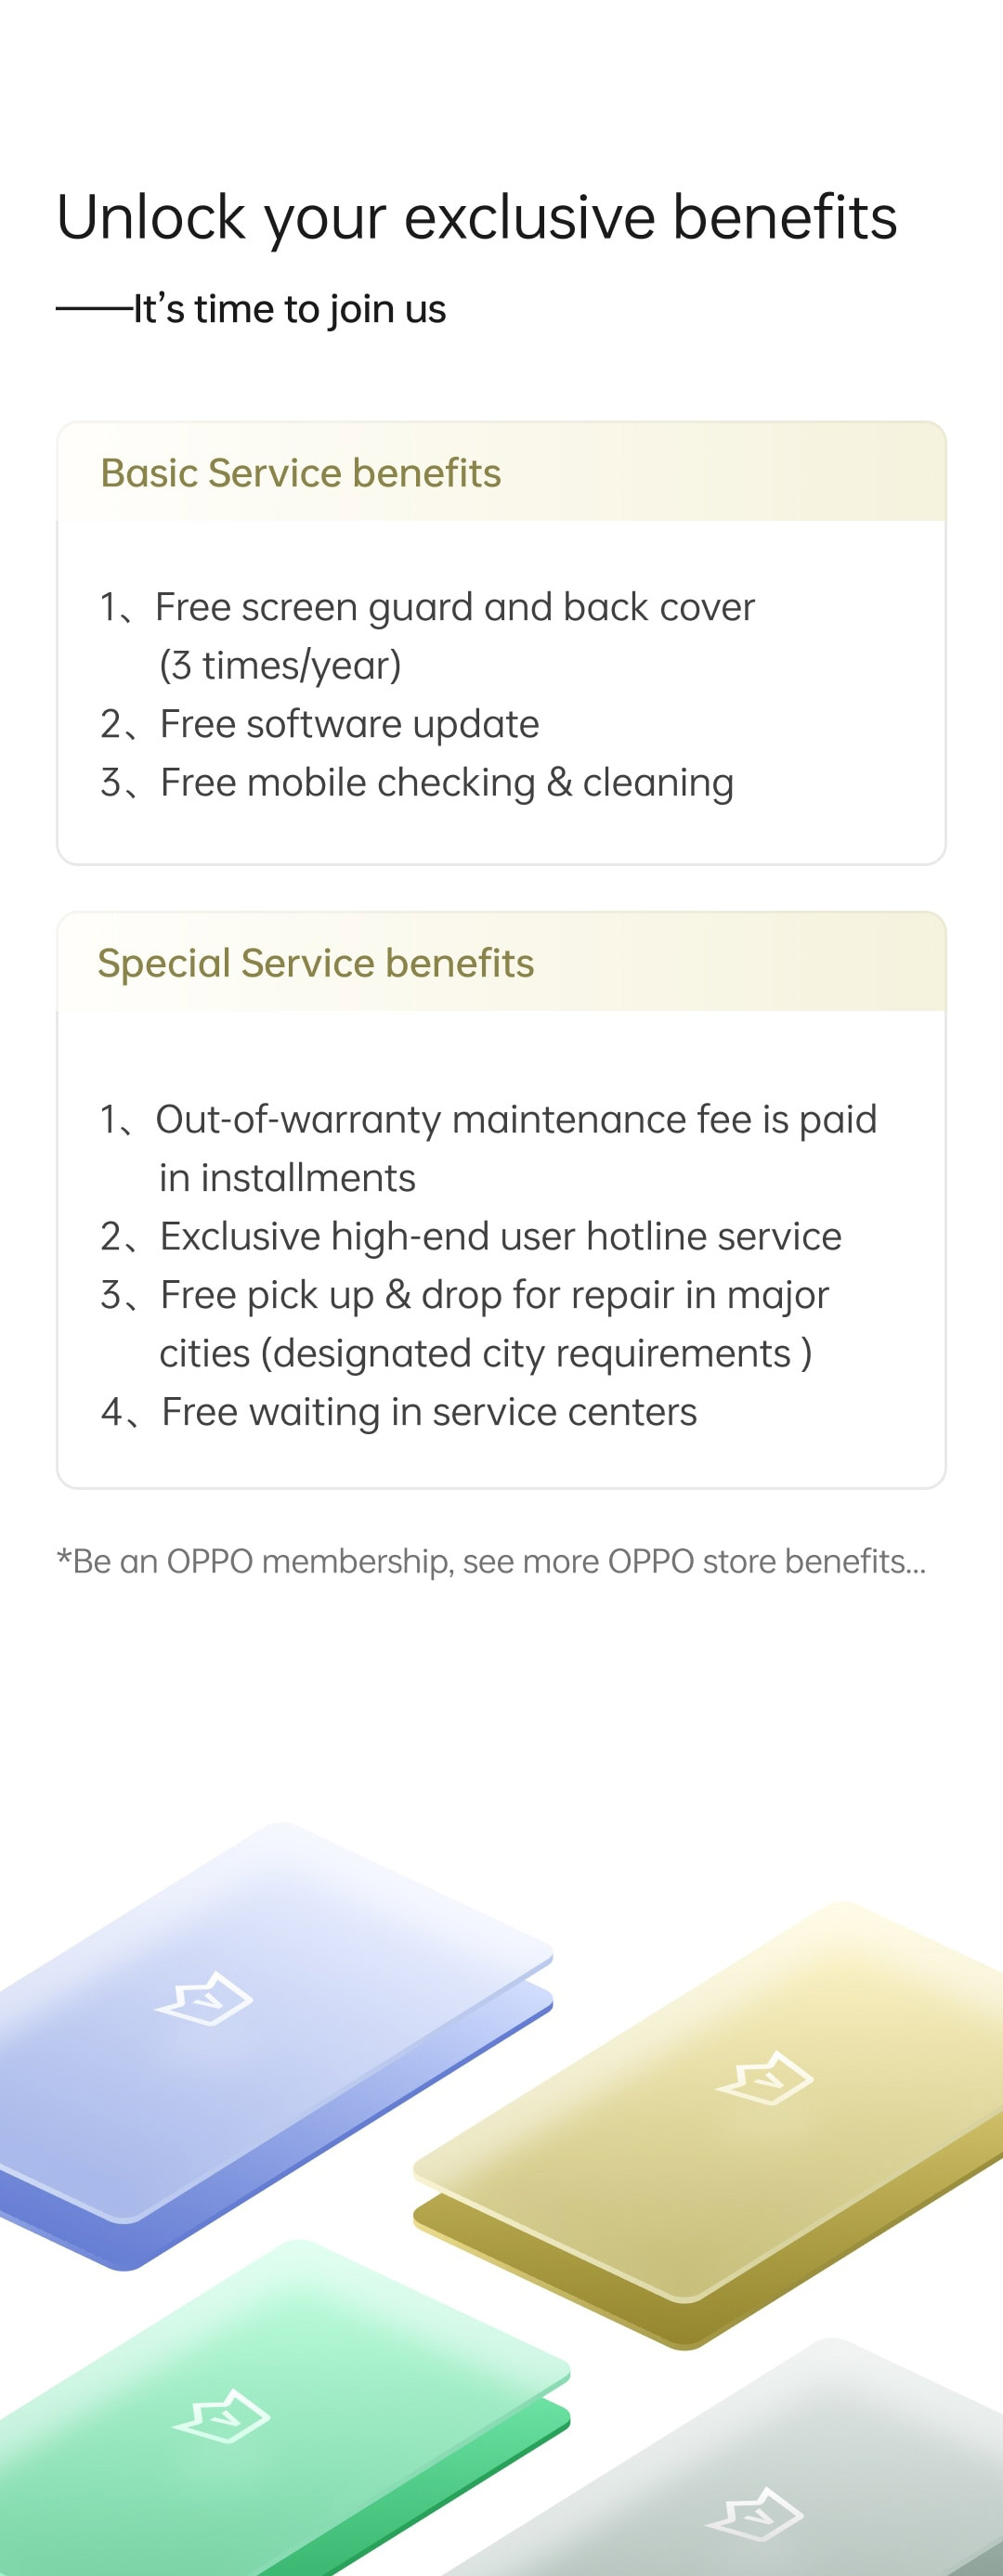 Unlock your exclusive benefits
——It's time to join us
Basic Service benefits
1、Free screen guard and back cover
(3 times/year)
2、Free software update
3、Free mobile checking & cleaning
Special Service benefits
1、Out-of-warranty maintenance fee is paid
in installments
2、Exclusive high-end user hotline service
3、Free pick up & drop for repair in major
cities (designated city requirements )
4、Free waiting in service centers
*Be an OPPO membership, see more OPPO store benefits...